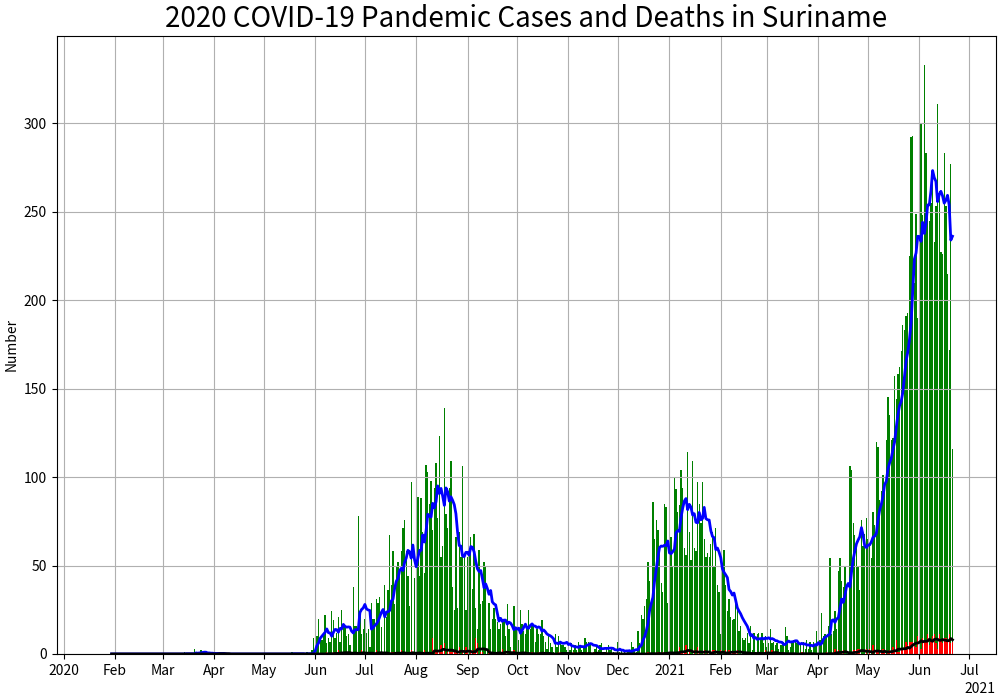 2020 COVID-19 Pandemic Cases and Deaths in Suriname
Number
300
250
200
150
100
50
0
2020 Feb Mar Apr May Jun Jul Aug Sep Oct Nov Dec 2021 Feb Mar Apr May Jun Jul
2021